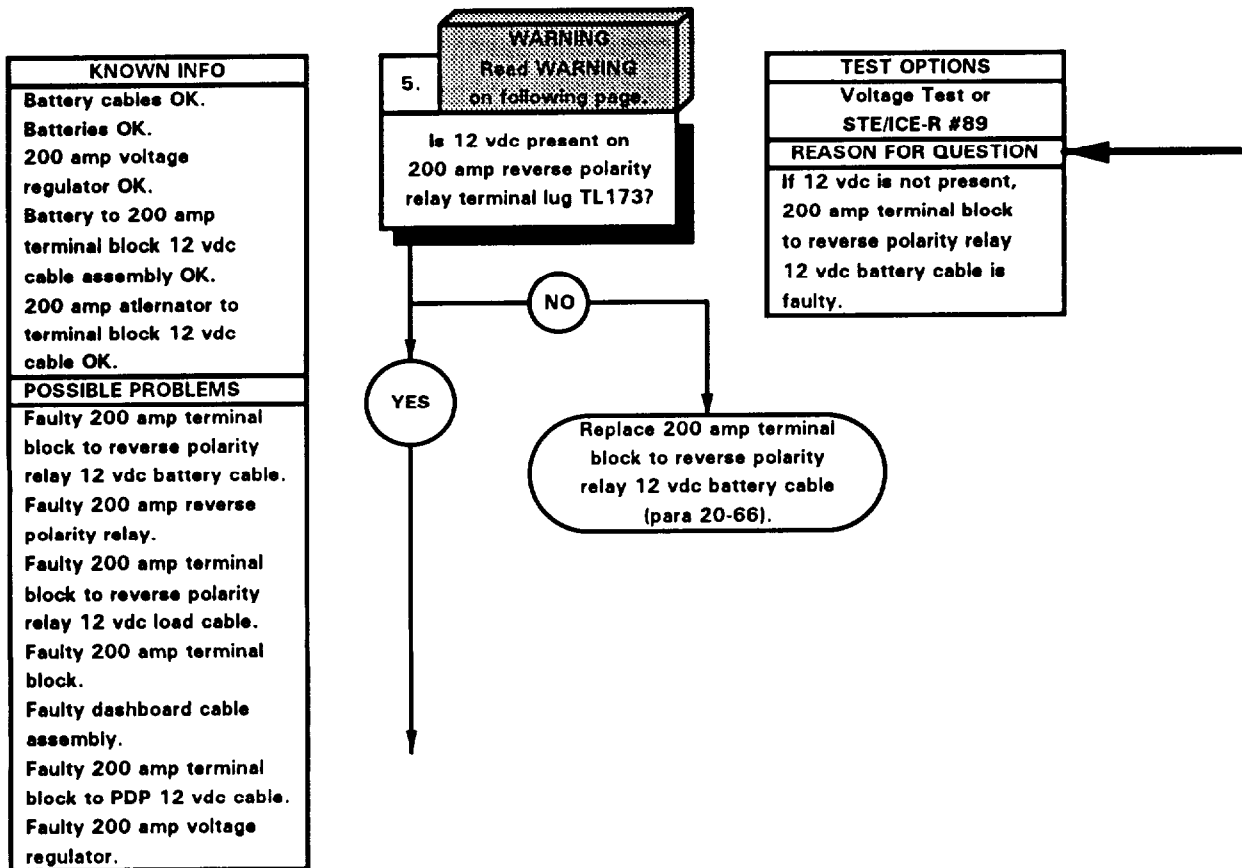 KNOWN INFO
Battery cables OK.
Batteries OK.
200 amp voltage
regulator OK.
Battery to 200 amp
terminal block 12 vdc
cable assembly OK.
200 amp atlernator to
terminal block 12 vdc
cable OK.
POSSIBLE PROBLEMS
Faulty 200 amp terminal
block to reverse polarity
relay 12 vdc battery cable.
Faulty 200 amp reverse
polarity relay.
Faulty 200 amp terminal
block to reverse polarity
relay 12 vdc load cable.
Faulty 200 amp terminal
block.
Faulty dashboard cable
assembly.
Faulty 200 amp terminal
block to PDP 12 vdc cable.
Faulty 200 amp voltage
regulator.
WARNING
Read WARNING
on following page.
5.
Is 12 vdc present on
200 amp reverse polarity
relay terminal lug TL173?
NO
YES
Replace 200 amp terminal
block to reverse polarity
relay 12 vdc battery cable
(para 20-66).
TEST OPTIONS
Voltage Test or
STE/ICE-R #89
REASON FOR QUESTION
If 12 vdc is not present,
200 amp terminal block
to reverse polarity relay
12 vdc battery cable is
faulty.